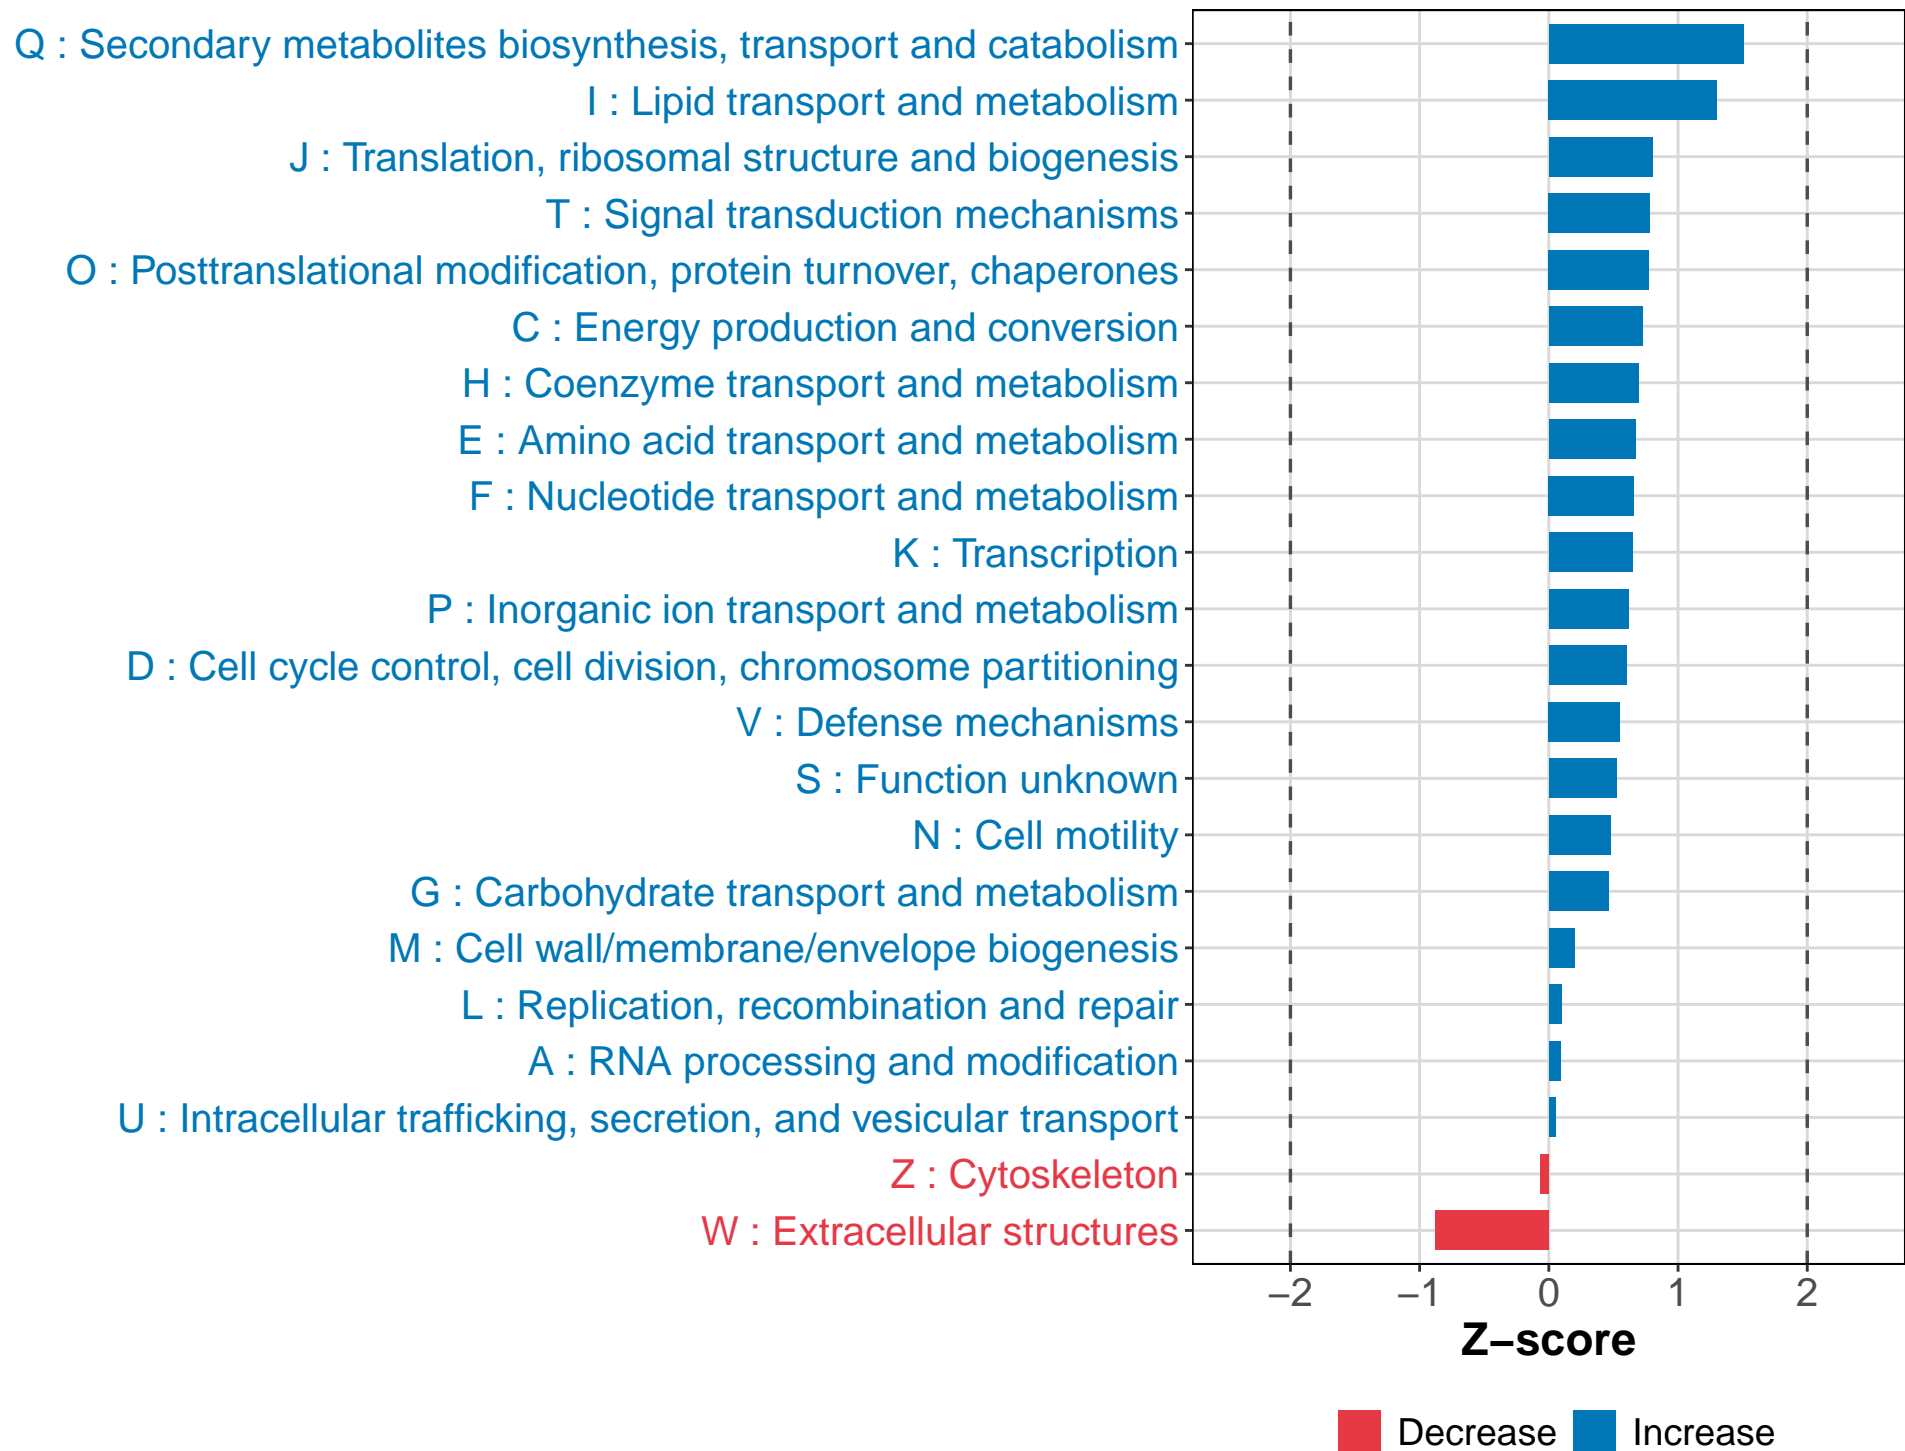 Q : Secondary metabolites biosynthesis, transport and catabolism
I : Lipid transport and metabolism
J : Translation, ribosomal structure and biogenesis
T : Signal transduction mechanisms
O : Posttranslational modification, protein turnover, chaperones
C : Energy production and conversion
H : Coenzyme transport and metabolism
E : Amino acid transport and metabolism
F : Nucleotide transport and metabolism
K : Transcription
P : Inorganic ion transport and metabolism
D : Cell cycle control, cell division, chromosome partitioning
V : Defense mechanisms
S : Function unknown
N : Cell motility
G : Carbohydrate transport and metabolism
M : Cell wall/membrane/envelope biogenesis
L : Replication, recombination and repair
A : RNA processing and modification
U : Intracellular trafficking, secretion, and vesicular transport
Z : Cytoskeleton
W : Extracellular structures
−2 −1 0 1 2
Z−score
Decrease Increase